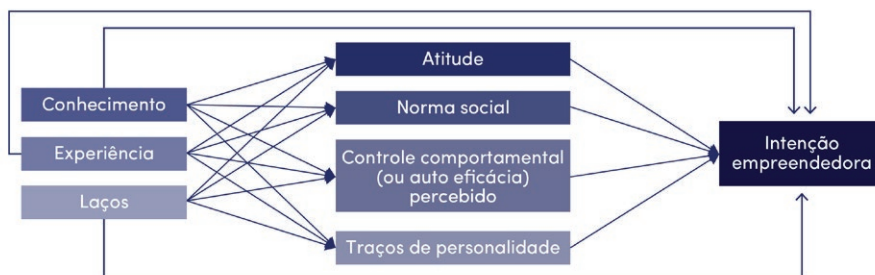 Conhecimento
Experiência
Laços
Atitude
Norma social
Controle comportamental
(ou auto eficácia)
percebido
Traços de personalidade
Intenção
empreendedora